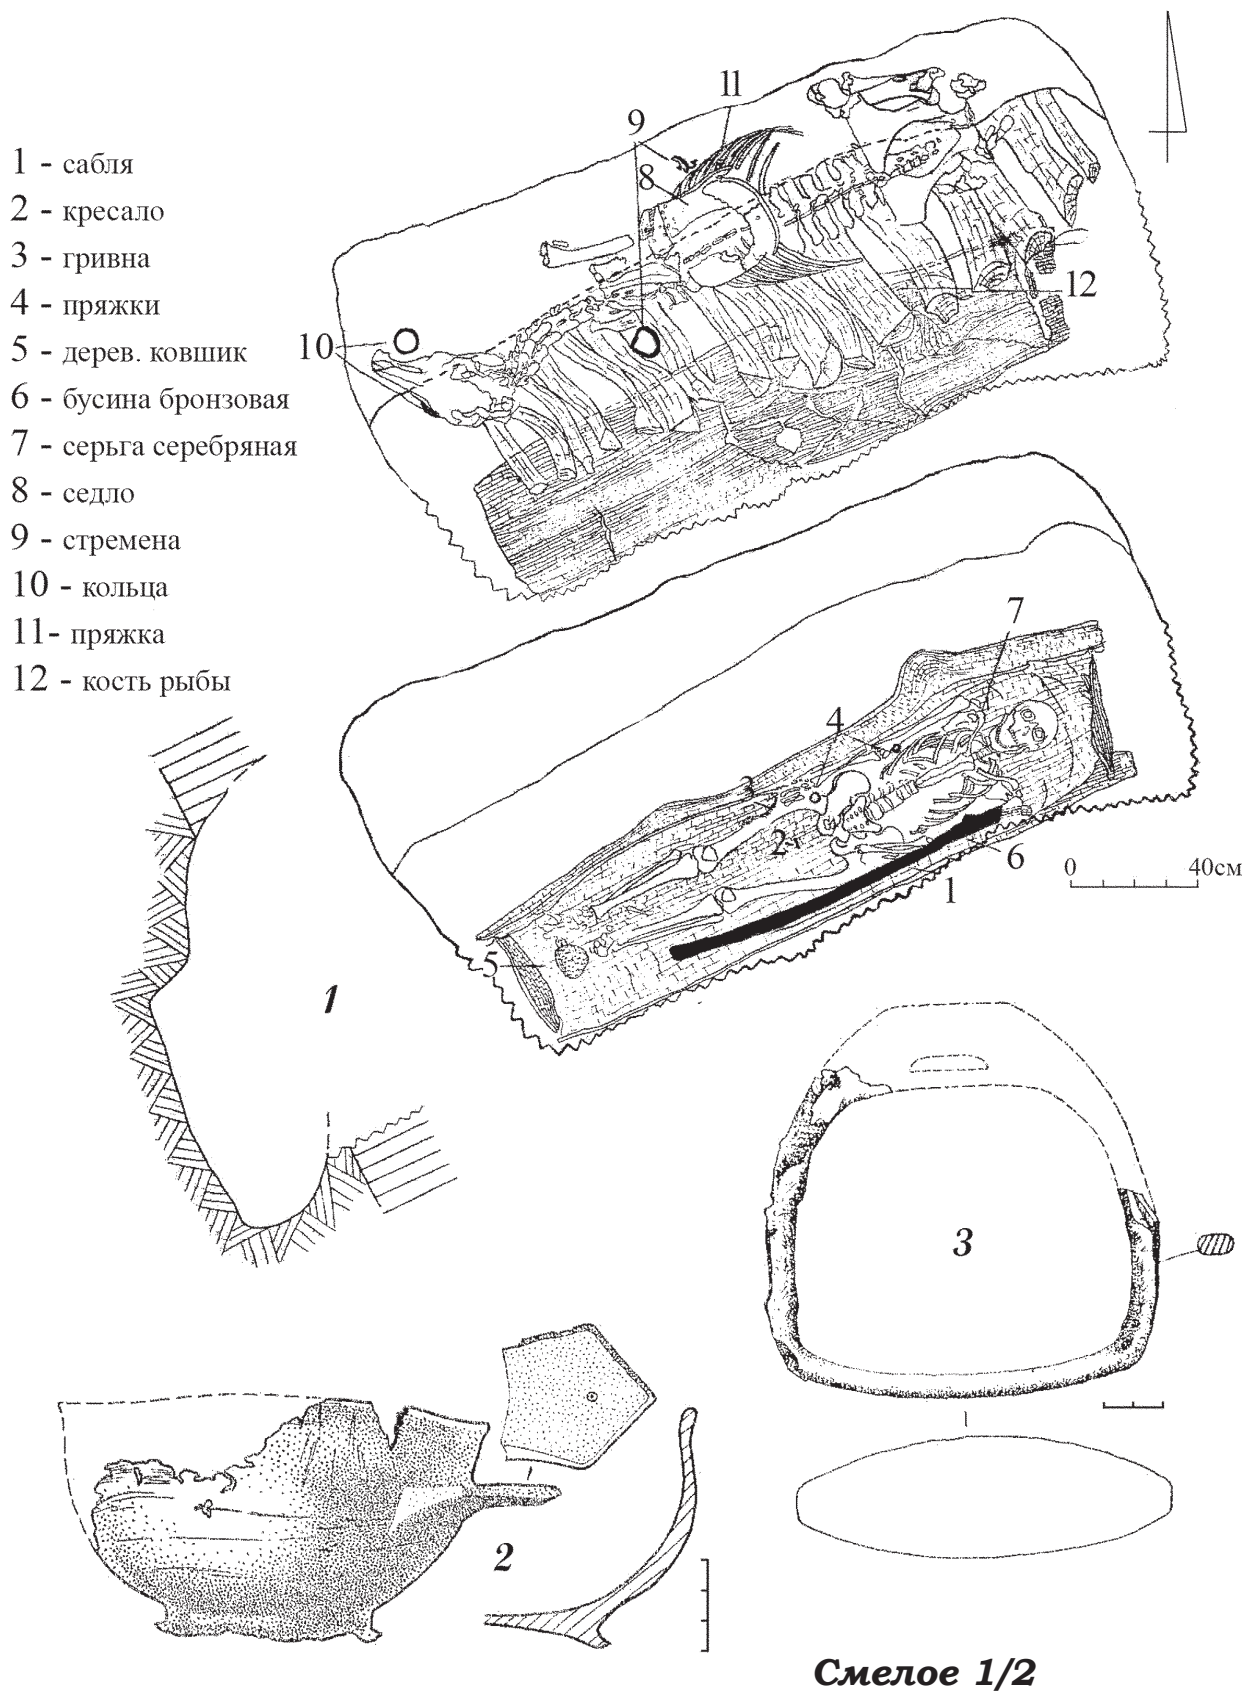 1 - сабля
2 - кресало
3 - гривна
4 - пряжки
5 - дерев. ковшик
6 - бусина бронзовая
7 - серьга серебряная
8 - седло
9 - стремена
10 - кольца
11- пряжка
12 - кость рыбы
11
9
8
12
10
7
4
3
2
6
1
5
0 40см
1
3
2
Смелое 1/2